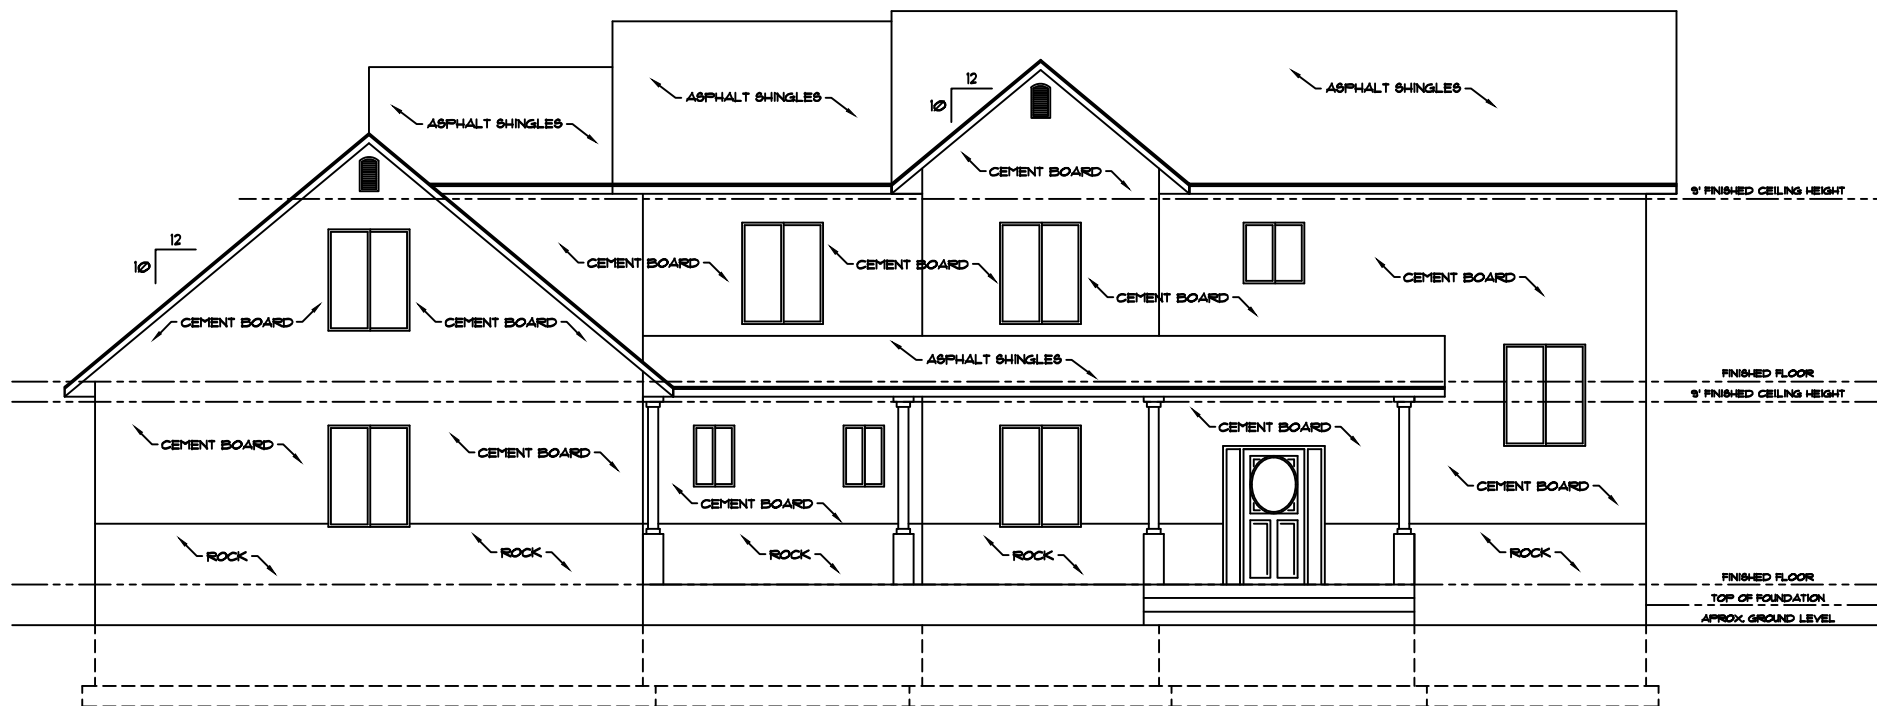 12
10
ASPHALT SHINGLES
ASPHALT SHINGLES
ASPHALT SHINGLES
CEMENT BOARD
9' FINISHED CEILING HEIGHT
12
10
CEMENT BOARD
CEMENT BOARD
CEMENT BOARD
CEMENT BOARD
CEMENT BOARD
CEMENT BOARD
ASPHALT SHINGLES
FINISHED FLOOR
9' FINISHED CEILING HEIGHT
CEMENT BOARD
CEMENT BOARD
CEMENT BOARD
CEMENT BOARD
CEMENT BOARD
ROCK
ROCK
ROCK
ROCK
ROCK
FINISHED FLOOR
TOP OF FOUNDATION
APROX. GROUND LEVEL